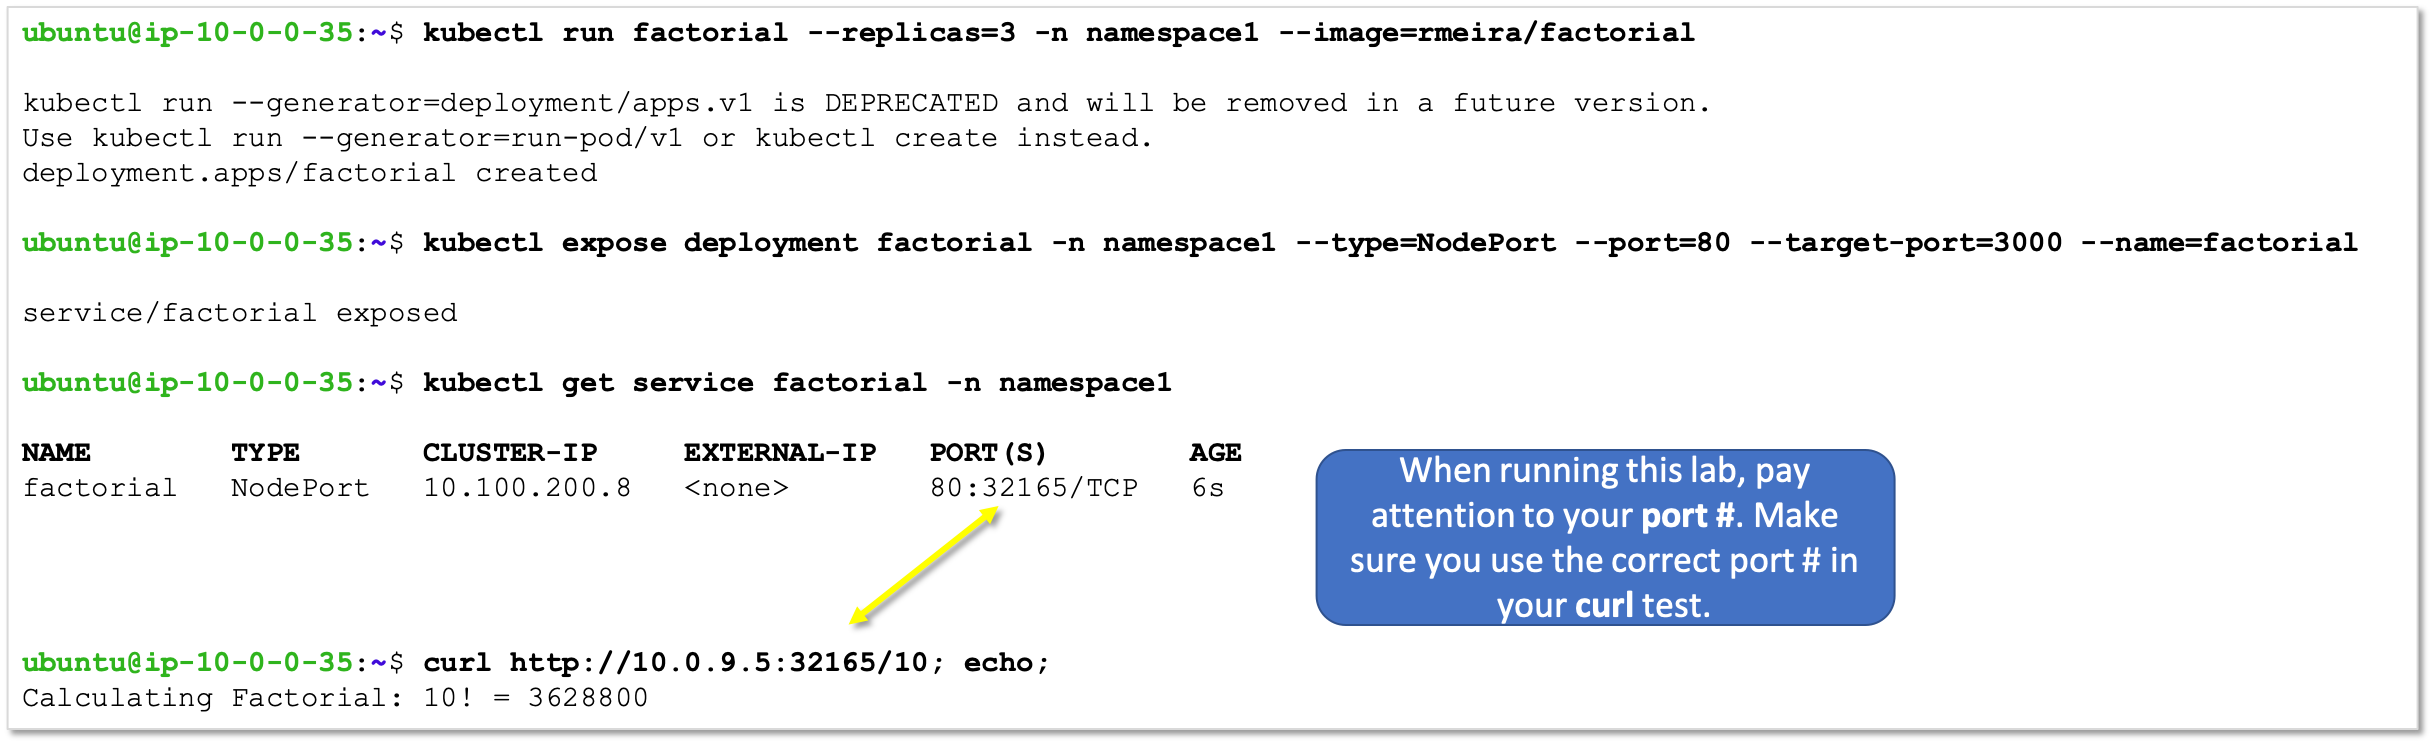 ubuntu@ip-10-0-0-35:~$ kubectl run factorial --replicas=3 -n namespace1 --image=rmeira/factorial
kubectl run --generator=deployment/apps.v1 is DEPRECATED and will be removed in a future version.
Use kubectl run --generator=run-pod/v1 or kubectl create instead.
deployment.apps/factorial created
ubuntu@ip-10-0-0-35:~$ kubectl expose deployment factorial -n namespace1 --type=NodePort --port=80 --target-port=3000 --name=factorial
service/factorial exposed
ubuntu@ip-10-0-0-35:~$ kubectl get service factorial -n namespace1
NAME TYPE CLUSTER-IP EXTERNAL-IP PORT(S) AGE
factorial NodePort 10.100.200.8 <none> 80:32165/TCP 6s
When running this lab, pay
attention to your port #. Make
sure you use the correct port # in
your curl test.
ubuntu@ip-10-0-0-35:~$ curl http://10.0.9.5:32165/10; echo;
Calculating Factorial: 10! = 3628800